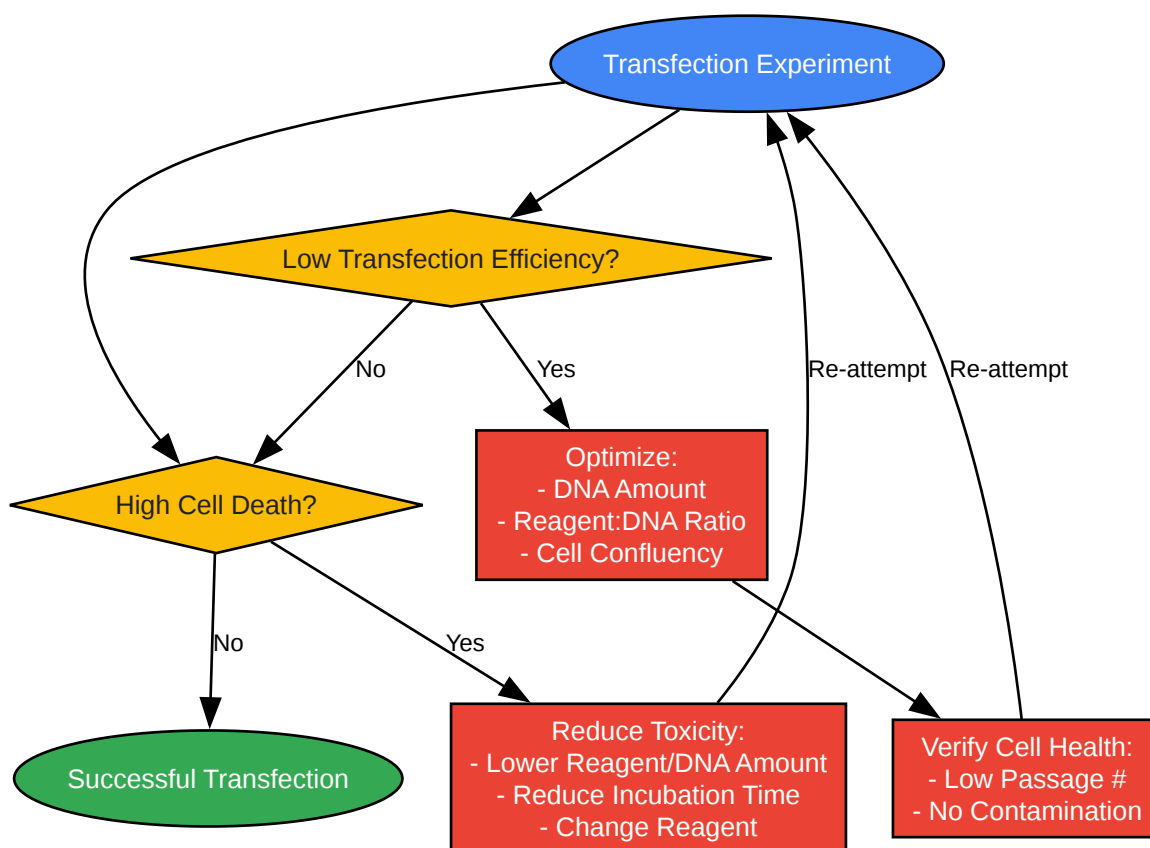 Transfection Experiment
Low Transfection Efficiency?
No
Yes
Re-attempt
Re-attempt
Optimize:
- DNA Amount
- Reagent:DNA Ratio
- Cell Confluency
High Cell Death?
No
Yes
Successful Transfection
Reduce Toxicity:
- Lower Reagent/DNA Amount
- Reduce Incubation Time
- Change Reagent
Verify Cell Health:
- Low Passage #
- No Contamination